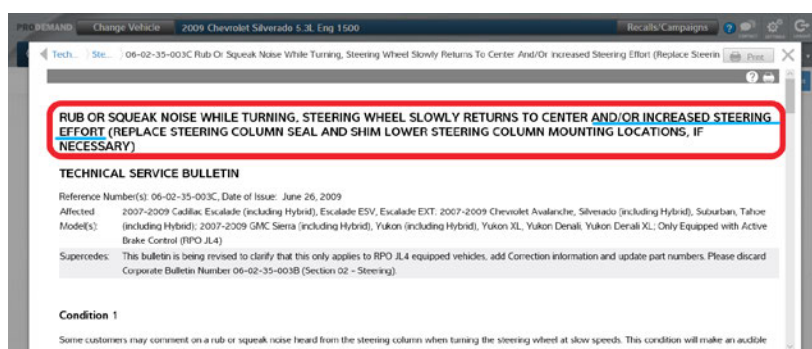 PRODEMAND Change Vehicle 2009 Chevrolet Silverado 5.3L Eng 1500 Recalls/Campaigns
Tech... Ste... 06-02-35-003C Rub Or Squeak Noise While Turning, Steering Wheel Slowly Returns To Center And/Or Increased Steering Effort (Replace Steerin Print
RUB OR SQUEAK NOISE WHILE TURNING, STEERING WHEEL SLOWLY RETURNS TO CENTER AND/OR INCREASED STEERING
EFFORT (REPLACE STEERING COLUMN SEAL AND SHIM LOWER STEERING COLUMN MOUNTING LOCATIONS, IF
NECESSARY)
TECHNICAL SERVICE BULLETIN
Reference Number(s): 06-02-35-003C, Date of Issue: June 26, 2009
Affected 2007-2009 Cadillac Escalade (including Hybrid), Escalade ESV, Escalade EXT; 2007-2009 Chevrolet Avalanche, Silverado (including Hybrid), Suburban, Tahoe
Model(s): (including Hybrid); 2007-2009 GMC Sierra (including Hybrid), Yukon (including Hybrid), Yukon XL, Yukon Denali, Yukon Denali XL; Only Equipped with Active
Brake Control (RPO JL4)
Supercedes: This bulletin is being revised to clarify that this only applies to RPO JL4 equipped vehicles, add Correction information and update part numbers. Please discard
Corporate Bulletin Number 06-02-35-003B (Section 02 - Steering).
Condition 1
Some customers may comment on a rub or squeak noise heard from the steering column when turning the steering wheel at slow speeds. This condition will make an audible